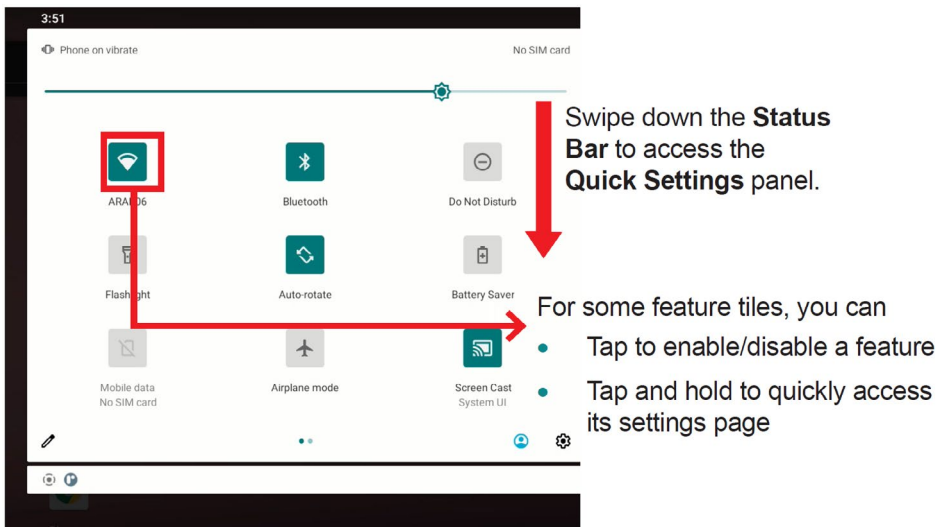 3:51
Phone on vibrate
No SIM card
Swipe down the Status
Bar to access the
Quick Settings panel.
Bluetooth
Do Not Disturb
Flashlight
Auto-rotate
Battery Saver
For some feature tiles, you can
• Tap to enable/disable a feature
• Tap and hold to quickly access
its settings page
Mobile data
No SIM card
Airplane mode
Screen Cast
System UI